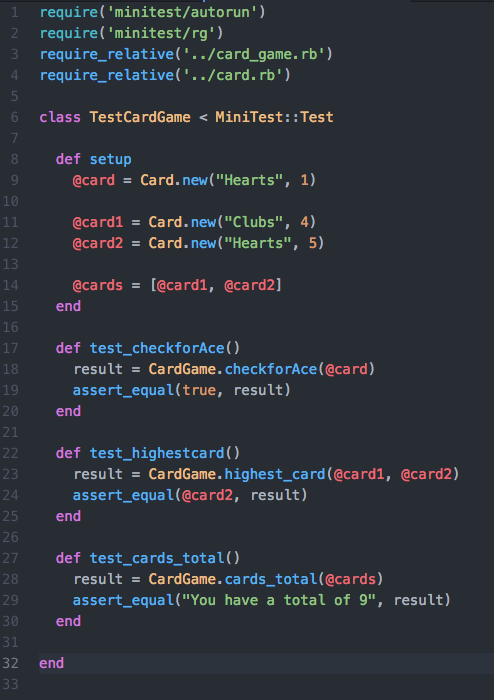 1 require('minitest/autorun')
2 require('minitest/rg')
3 require_relative('../card_game.rb')
4 require_relative('../card.rb')
5
6 class TestCardGame < MiniTest::Test
7
8   def setup
9     @card = Card.new("Hearts", 1)
10
11     @card1 = Card.new("Clubs", 4)
12     @card2 = Card.new("Hearts", 5)
13
14     @cards = [@card1, @card2]
15   end
16
17   def test_checkforAce()
18     result = CardGame.checkforAce(@card)
19     assert_equal(true, result)
20   end
21
22   def test_highestcard()
23     result = CardGame.highest_card(@card1, @card2)
24     assert_equal(@card2, result)
25   end
26
27   def test_cards_total()
28     result = CardGame.cards_total(@cards)
29     assert_equal("You have a total of 9", result)
30   end
31
32 end
33